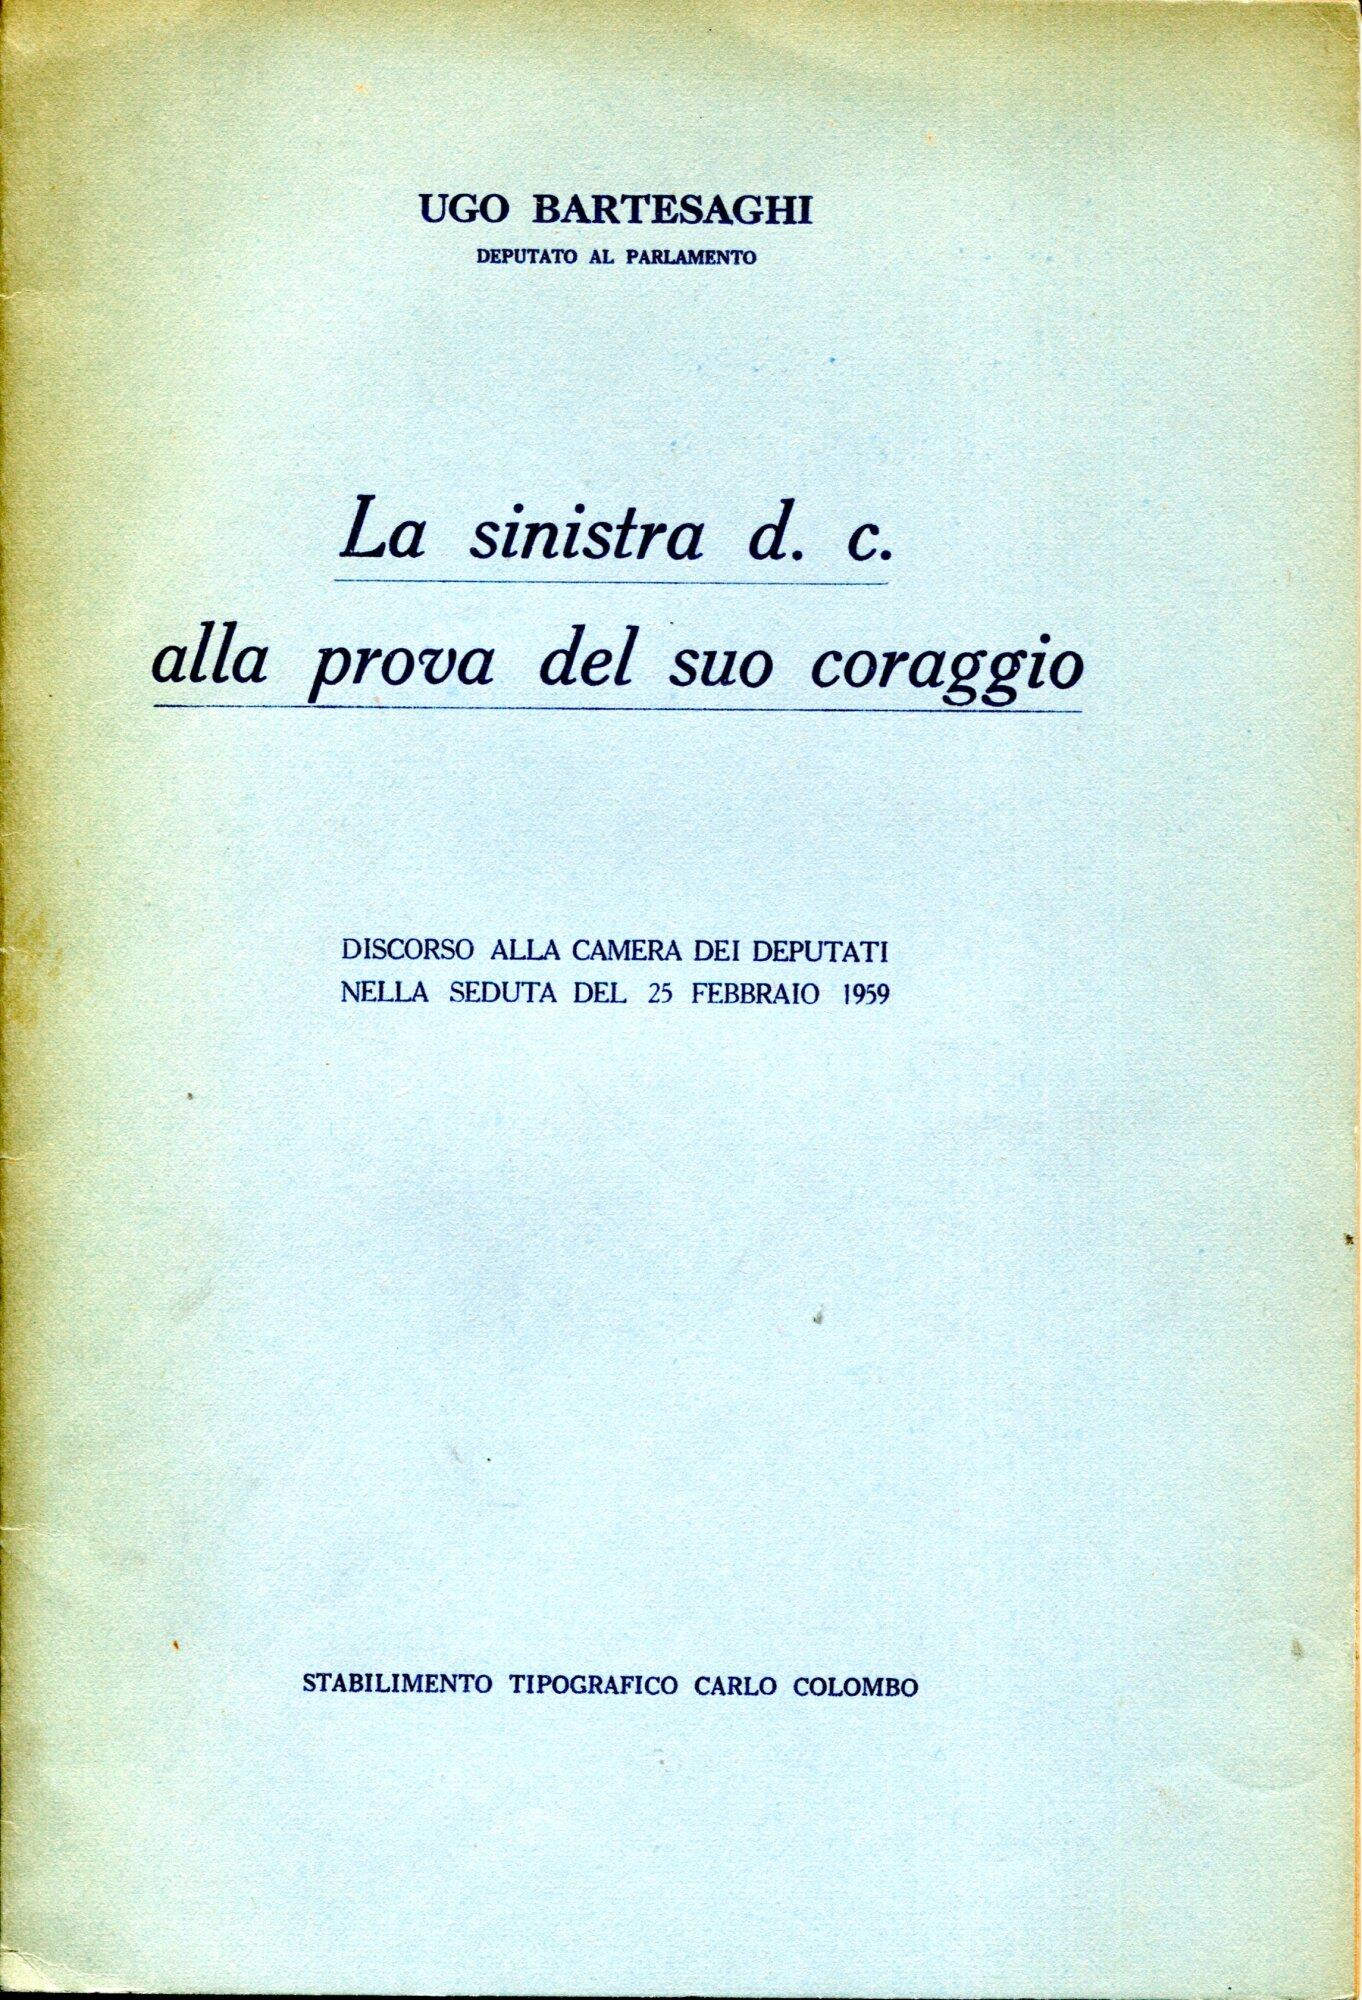 UGO BARTESAGHI
DEPUTATO AL PARLAMENTO
La sinistra d. c.
alla prova del suo coraggio
DISCORSO ALLA CAMERA DEI DEPUTATI
NELLA SEDUTA DEL 25 FEBBRAIO 1959
STABILIMENTO TIPOGRAFICO CARLO COLOMBO